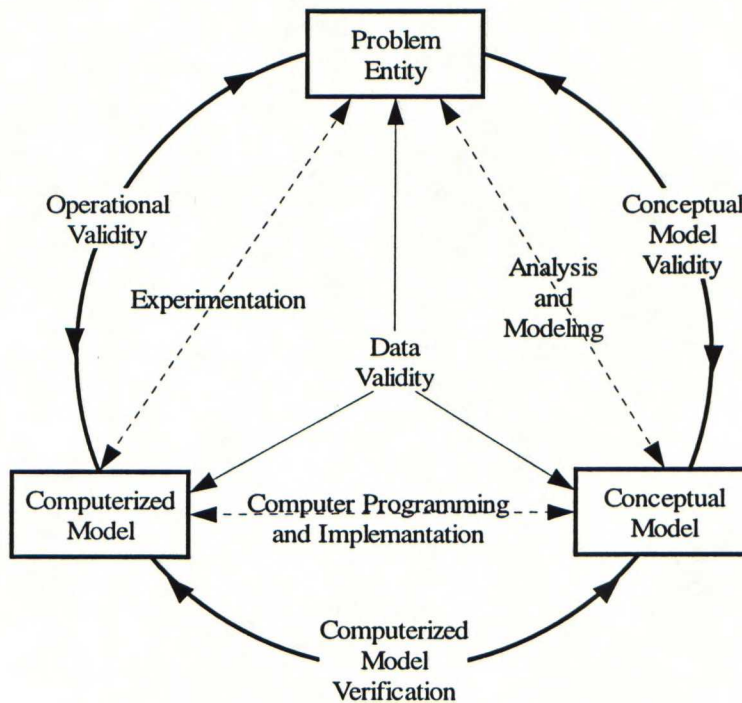 Problem
Entity
Operational
Validity
Conceptual
Model
Validity
Experimentation
Analysis
and
Modeling
Data
Validity
Computerized
Model
Computer Programming
and Implemantation
Conceptual
Model
Computerized
Model
Verification